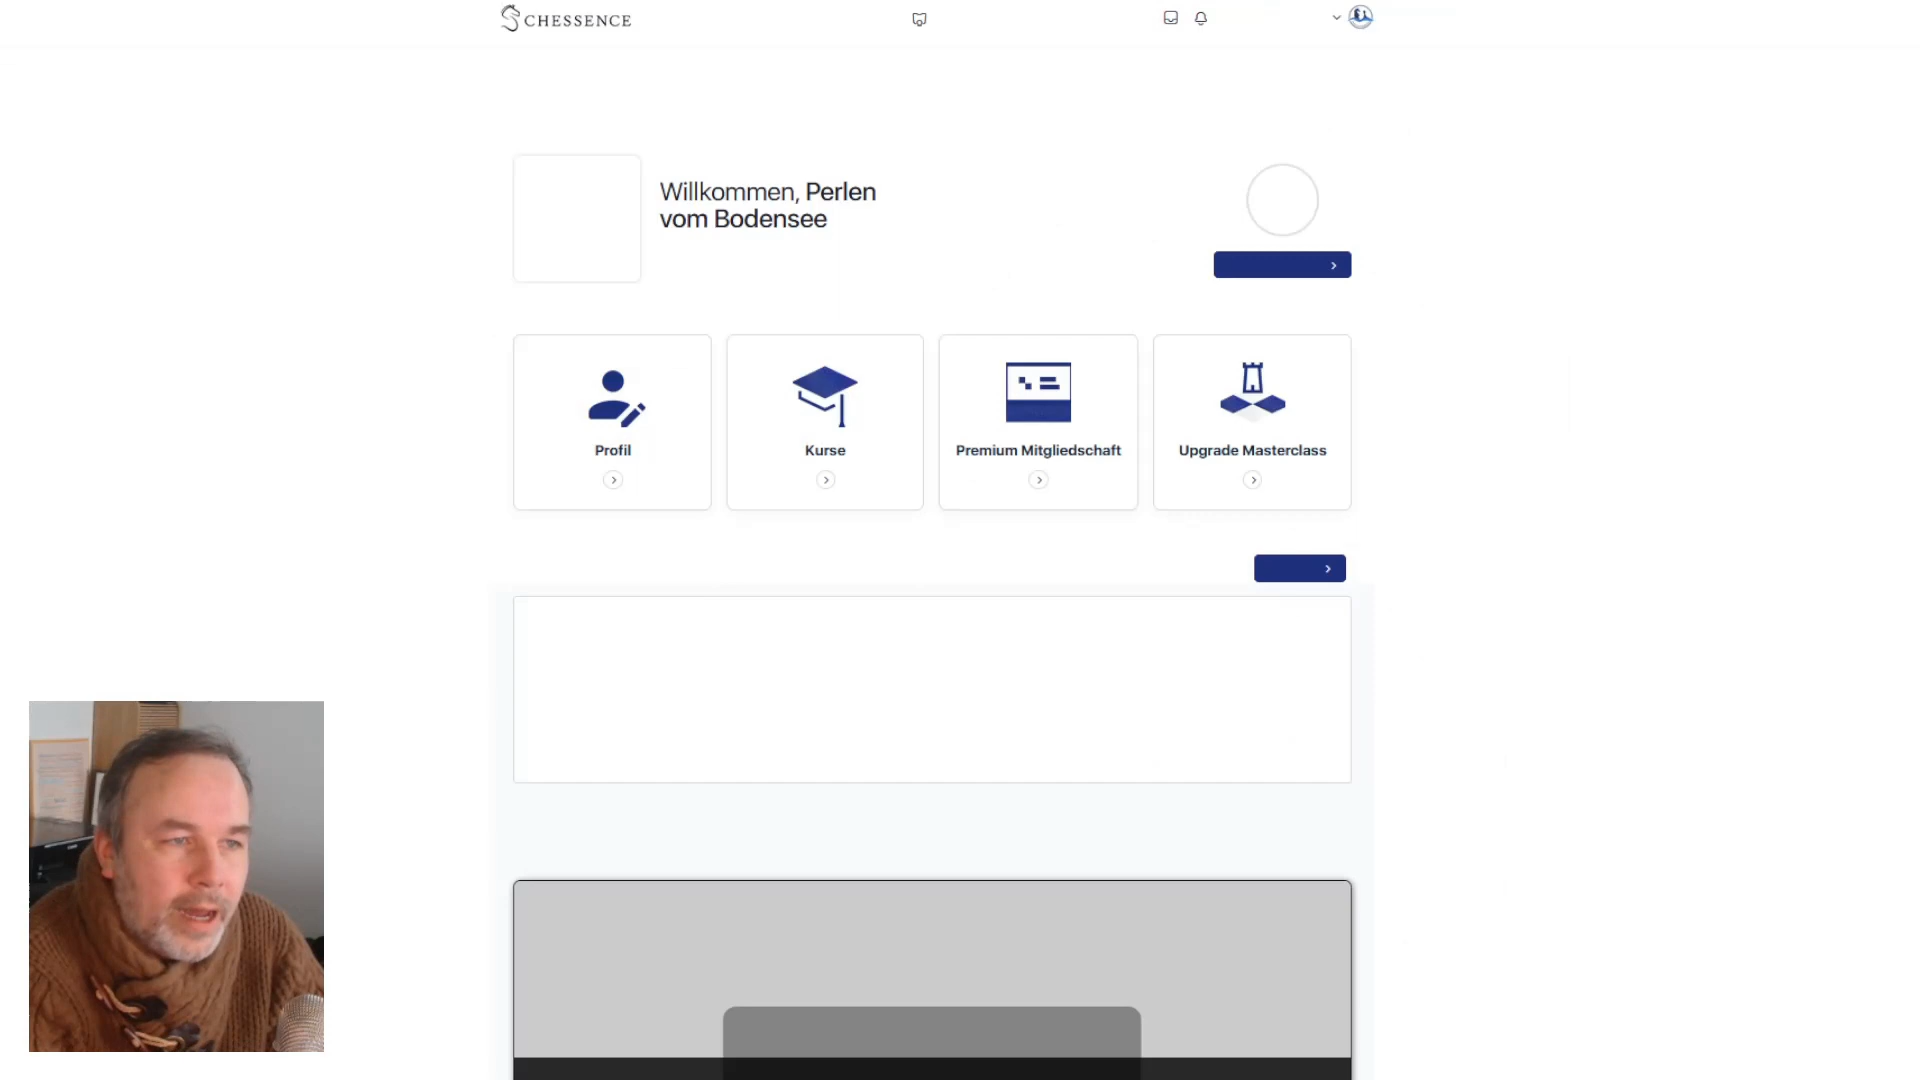 CHESSENCE
Willkommen, Perlen
vom Bodensee
Profil
Kurse
Premium Mitgliedschaft
Upgrade Masterclass